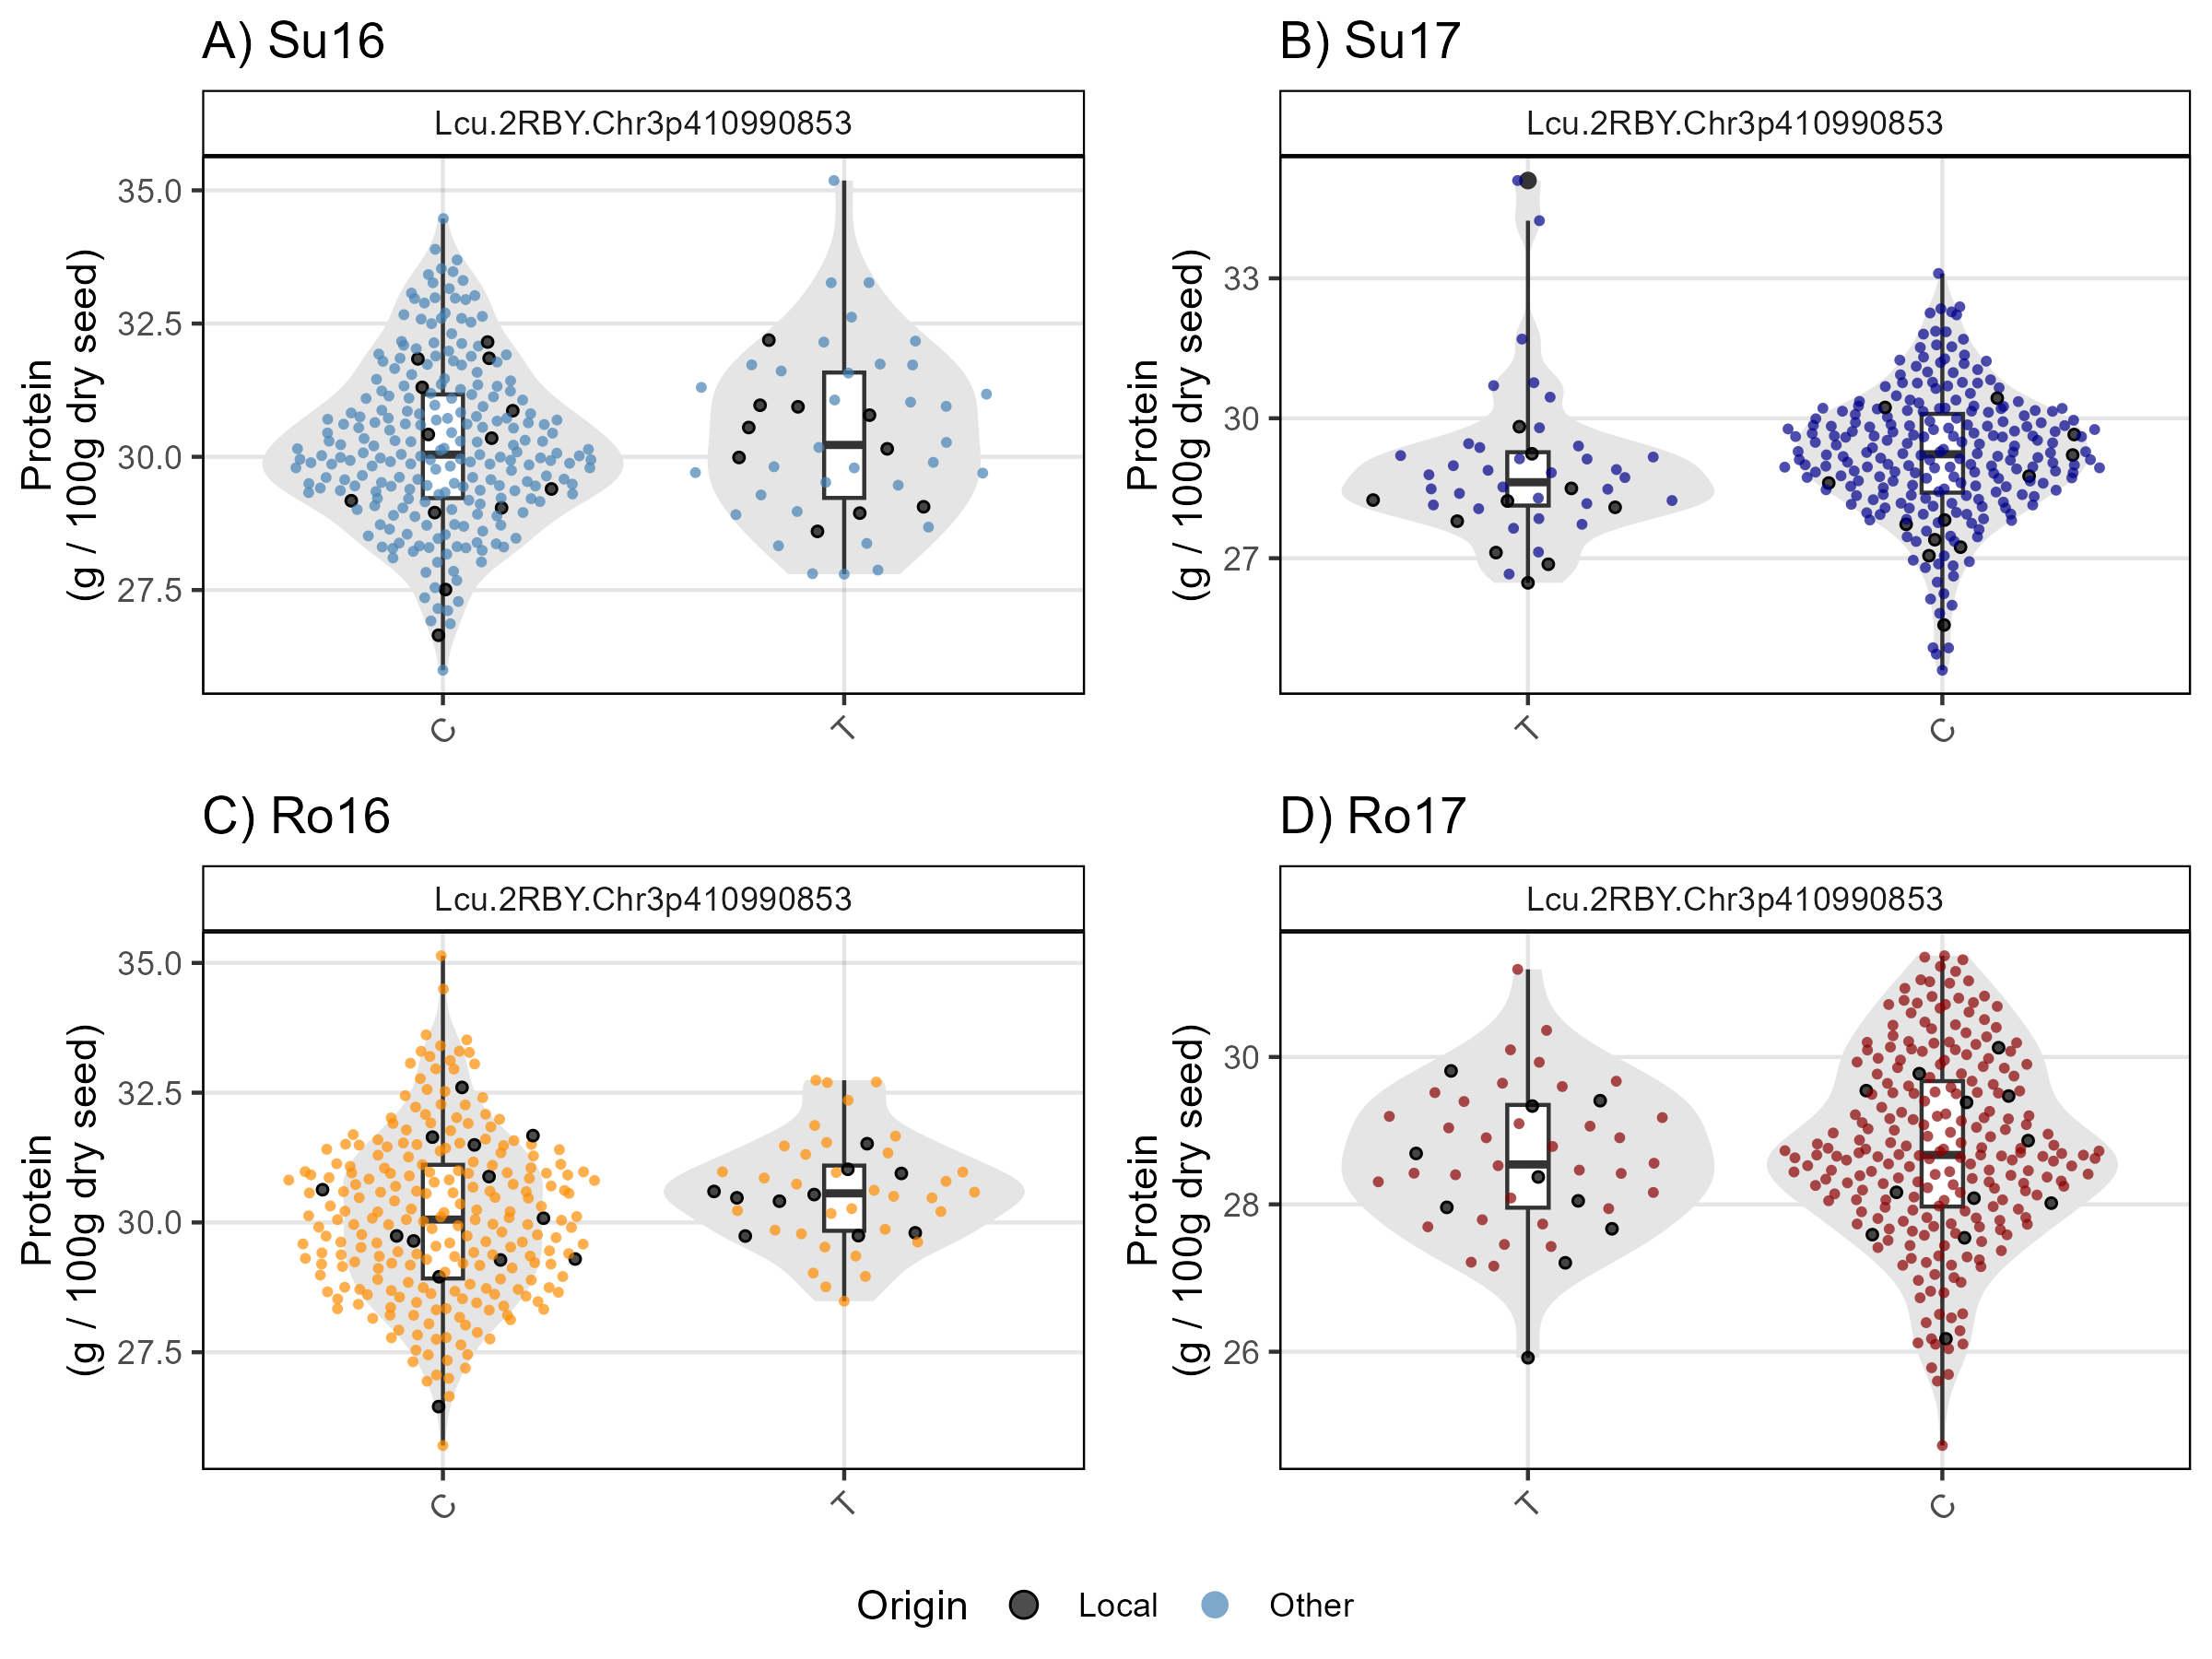 A) Su16
Lcu.2RBY.Chr3p410990853
Protein
(g / 100g dry seed)
35.0
32.5
30.0
27.5
C
T
B) Su17
Lcu.2RBY.Chr3p410990853
Protein
(g / 100g dry seed)
33
30
27
T
C
C) Ro16
Lcu.2RBY.Chr3p410990853
Protein
(g / 100g dry seed)
35.0
32.5
30.0
27.5
C
T
D) Ro17
Lcu.2RBY.Chr3p410990853
Protein
(g / 100g dry seed)
30
28
26
T
C
Origin Local Other